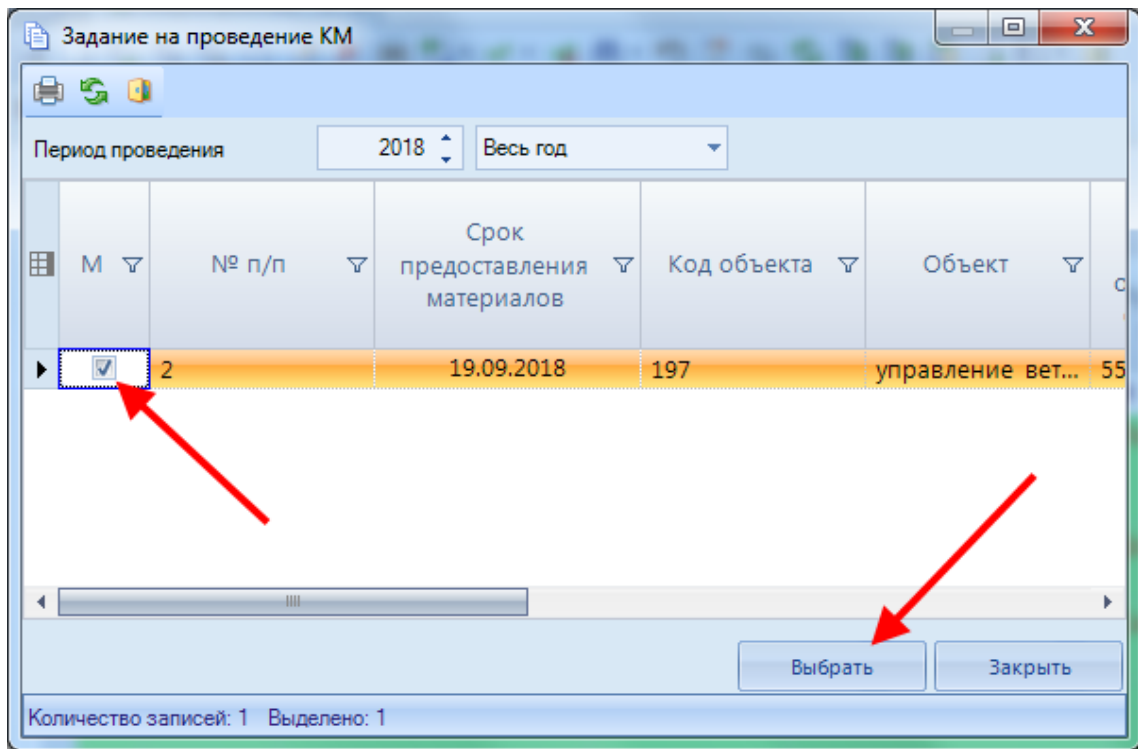 Задание на проведение КМ
Период проведения 2018 Весь год
М № п/п Срок предоставления материалов Код объекта Объект
2 19.09.2018 197 управление вет... 55
Выбрать Закрыть
Количество записей: 1 Выделено: 1